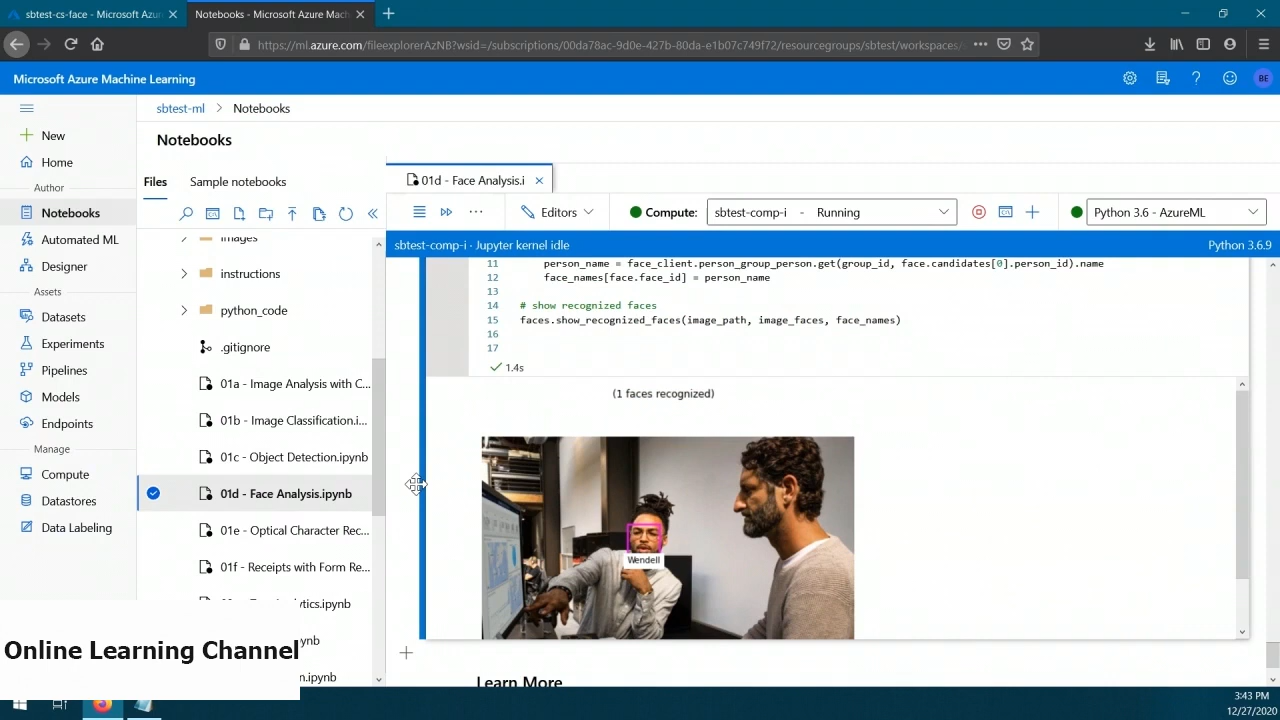 sbtest-cs-face - Microsoft Azure
Notebooks - Microsoft Azure Mach
https://ml.azure.com/fileexplorerAzNB?wsid=/subscriptions/00da78ac-9d0e-427b-80da-e1b07c749f72/resourcegroups/sbtest/workspaces/
Microsoft Azure Machine Learning
BE
sbtest-ml > Notebooks
Notebooks
New
Home
Author
Notebooks
Automated ML
Designer
Assets
Datasets
Experiments
Pipelines
Models
Endpoints
Manage
Compute
Datastores
Data Labeling
Files
Sample notebooks
images
instructions
python_code
.gitignore
01a - Image Analysis with C...
01b - Image Classification.i...
01c - Object Detection.ipynb
01d - Face Analysis.ipynb
01e - Optical Character Rec...
01f - Receipts with Form Re...
ytics.ipynb
ynb
n.ipynb
01d - Face Analysis.i
Editors
Compute:
sbtest-comp-i - Running
Python 3.6 - AzureML
sbtest-comp-i · Jupyter kernel idle
Python 3.6.9
11 person_name = face_client.person_group_person.get(group_id, face.candidates[0].person_id).name
12 face_names[face.face_id] = person_name
13
14 # show recognized faces
15 faces.show_recognized_faces(image_path, image_faces, face_names)
16
17
1.4s
(1 faces recognized)
Wendell
Learn More
Online Learning Channel
3:43 PM
12/27/2020